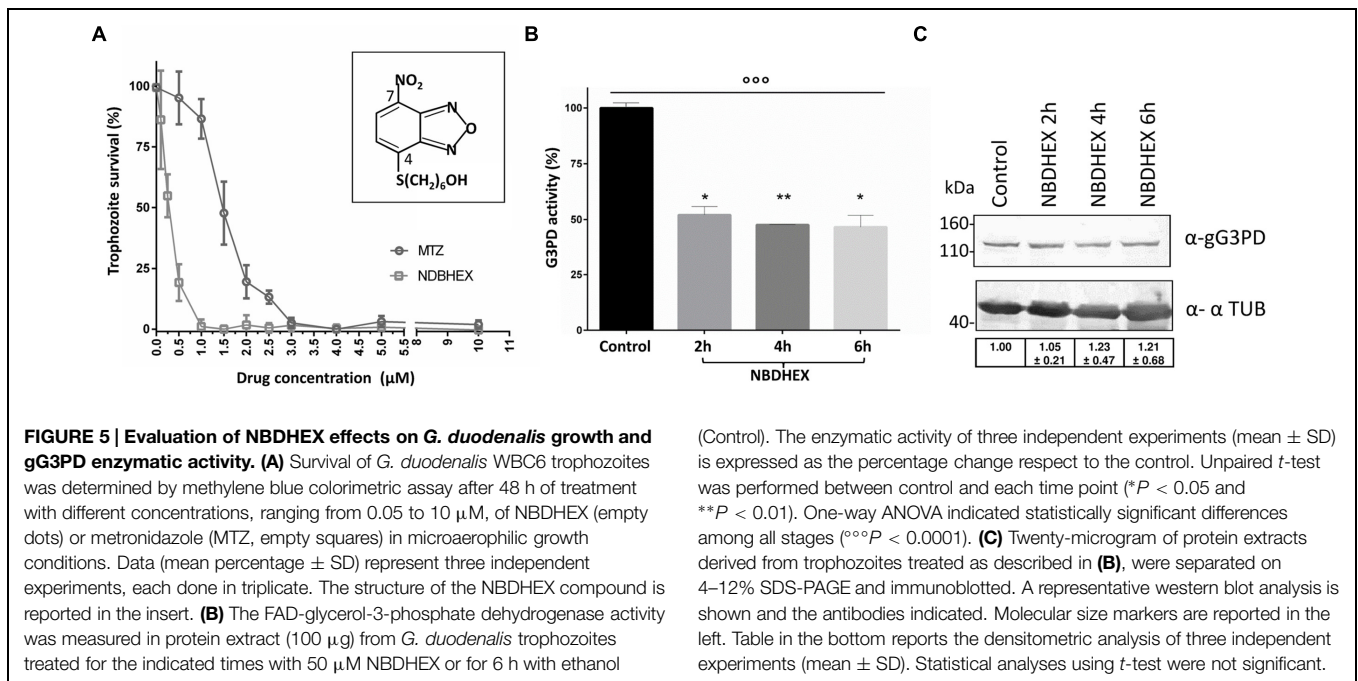 A
Trophozoite survival (%)
100
75
50
25
0
0.0 0.5 1.0 1.5 2.0 2.5 3.0 3.5 4.0 4.5 5.0 5.5 8 9 10 11
Drug concentration (μM)
NO₂
7
N
O
N
4
S(CH₂)₆OH
MTZ
NDBHEX
B
G3PD activity (%)
100
75
50
25
0
°°°
* ** *
Control 2h 4h 6h
NBDHEX
C
Control NBDHEX 2h NBDHEX 4h NBDHEX 6h
kDa
160-
110-
α-gG3PD
40-
α- α TUB
1.00 1.05 1.23 1.21
± 0.21 ± 0.47 ± 0.68
FIGURE 5 | Evaluation of NBDHEX effects on G. duodenalis growth and
gG3PD enzymatic activity. (A) Survival of G. duodenalis WBC6 trophozoites
was determined by methylene blue colorimetric assay after 48 h of treatment
with different concentrations, ranging from 0.05 to 10 μM, of NBDHEX (empty
dots) or metronidazole (MTZ, empty squares) in microaerophilic growth
conditions. Data (mean percentage ± SD) represent three independent
experiments, each done in triplicate. The structure of the NBDHEX compound is
reported in the insert. (B) The FAD-glycerol-3-phosphate dehydrogenase activity
was measured in protein extract (100 μg) from G. duodenalis trophozoites
treated for the indicated times with 50 μM NBDHEX or for 6 h with ethanol
(Control). The enzymatic activity of three independent experiments (mean ± SD)
is expressed as the percentage change respect to the control. Unpaired t-test
was performed between control and each time point (*P < 0.05 and
**P < 0.01). One-way ANOVA indicated statistically significant differences
among all stages (°°°P < 0.0001). (C) Twenty-microgram of protein extracts
derived from trophozoites treated as described in (B), were separated on
4–12% SDS-PAGE and immunoblotted. A representative western blot analysis is
shown and the antibodies indicated. Molecular size markers are reported in the
left. Table in the bottom reports the densitometric analysis of three independent
experiments (mean ± SD). Statistical analyses using t-test were not significant.